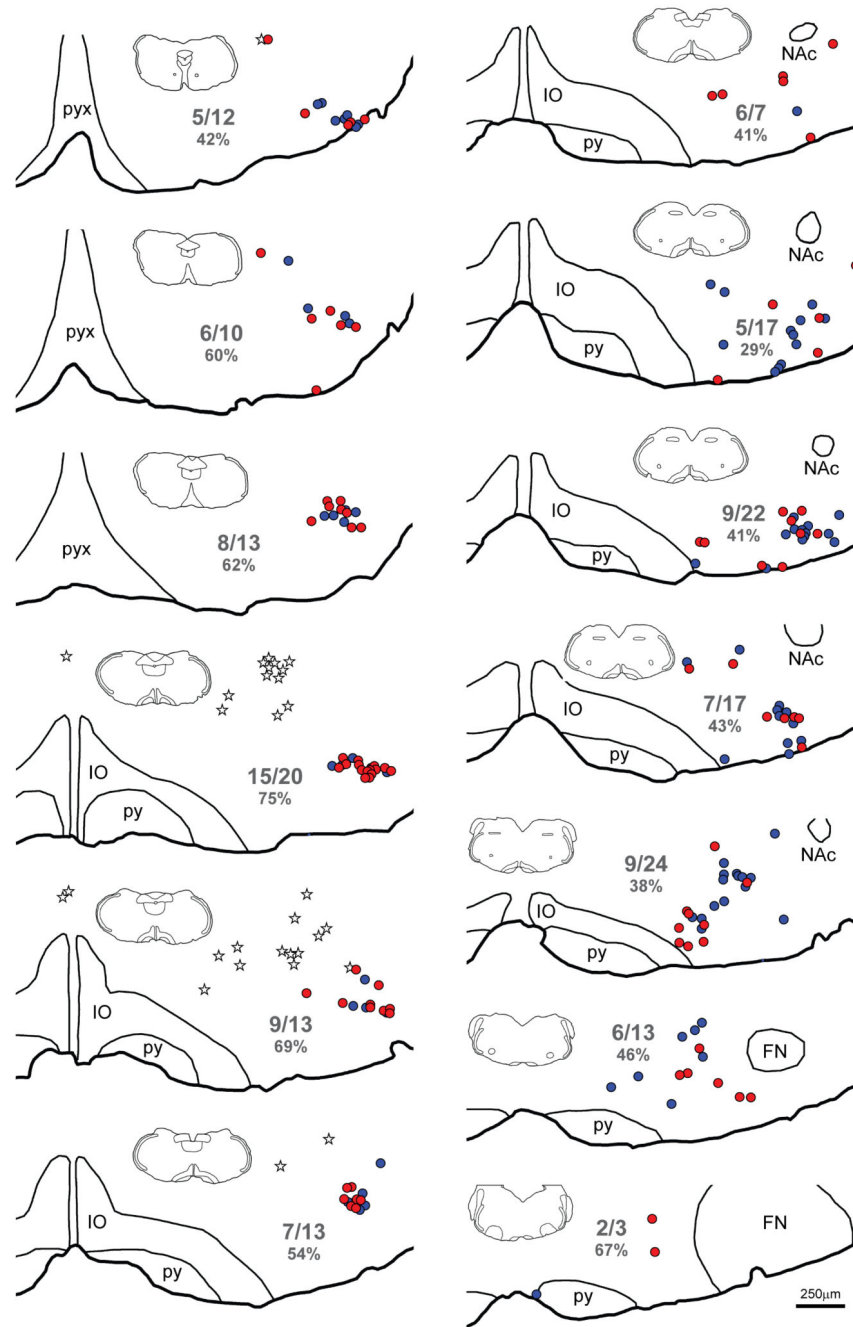 pyx
5/12
42%
pyx
6/10
60%
pyx
8/13
62%
IO
py
15/20
75%
IO
py
9/13
69%
IO
py
7/13
54%
NAc
IO
py
6/7
41%
NAc
IO
py
5/17
29%
NAc
IO
py
9/22
41%
NAc
IO
py
7/17
43%
NAc
IO
py
9/24
38%
FN
py
6/13
46%
FN
py
2/3
67%
250μm